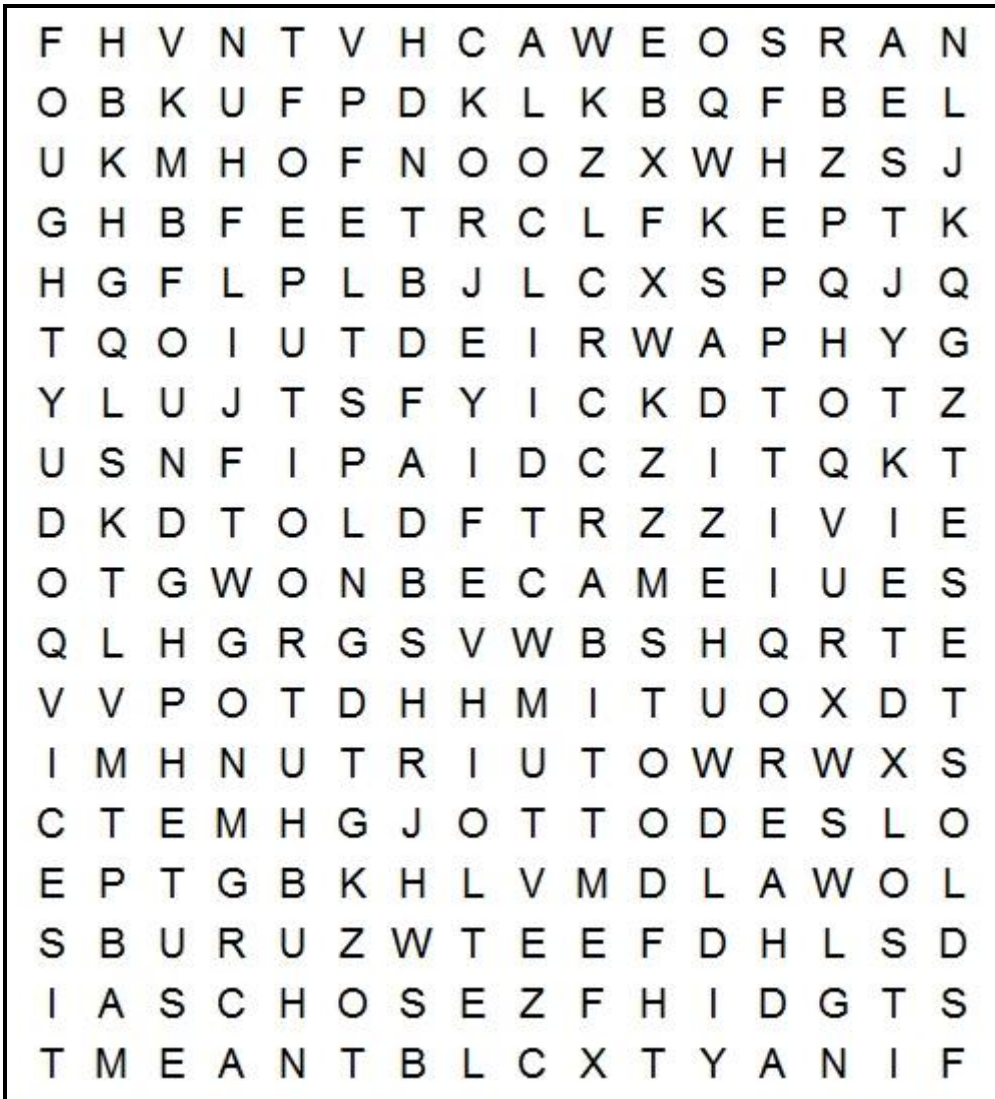 F H V N T V H C A W E O S R A N
O B K U F P D K L K B Q F B E L
U K M H O F N O O Z X W H Z S J
G H B F E E T R C L F K E P T K
H G F L P L B J L C X S P Q J Q
T Q O I U T D E I R W A P H Y G
Y L U J T S F Y I C K D T O T Z
U S N F I P A I D C Z I T Q K T
D K D T O L D F T R Z Z I V I E
O T G W O N B E C A M E I U E S
Q L H G R G S V W B S H Q R T E
V V P O T D H H M I T U O X D T
I M H N U T R I U T O W R W X S
C T E M H G J O T T O D E S L O
E P T G B K H L V M D L A W O L
S B U R U Z W T E E F D H L S D
I A S C H O S E Z F H I D G T S
T M E A N T B L C X T Y A N I F